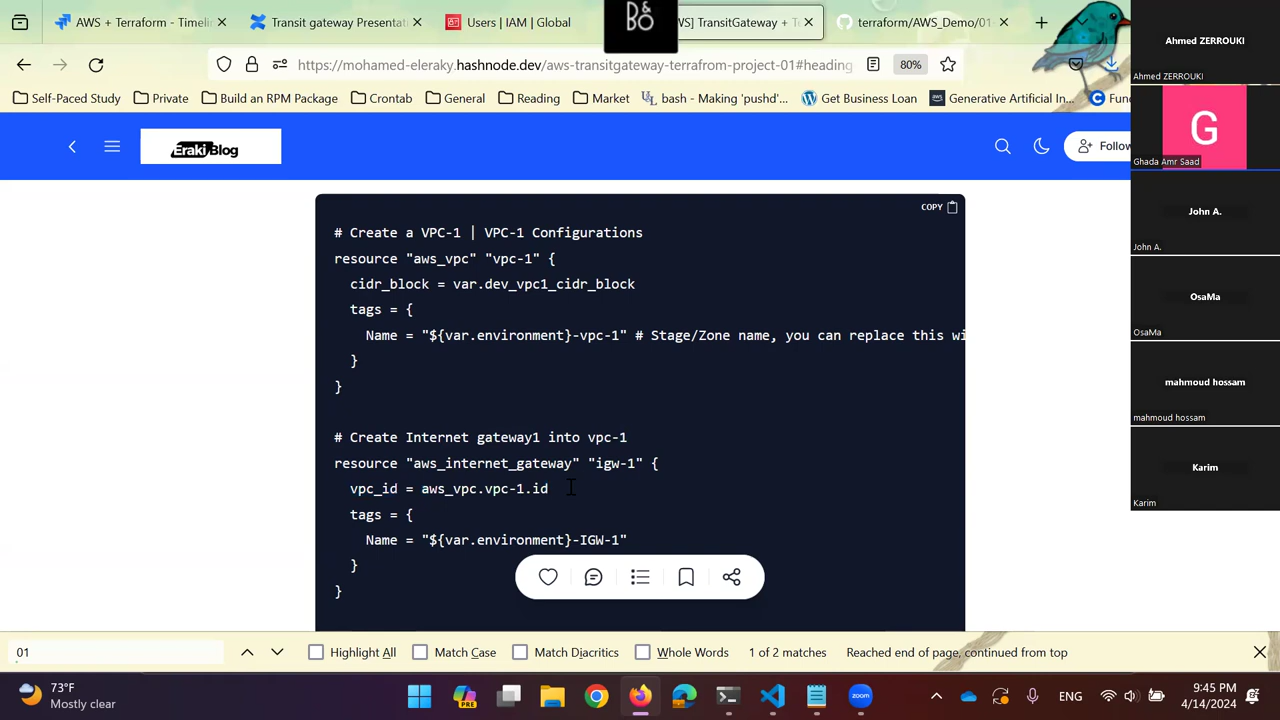 AWS + Terraform - Timeli
Transit gateway Presentat
Users | IAM | Global
D&
BO
WS] TransitGateway + Te
terraform/AWS_Demo/01-
https://mohamed-eleraky.hashnode.dev/aws-transitgateway-terrafrom-project-01#heading-
80%
Self-Paced Study
Private
Build an RPM Package
Crontab
General
Reading
Market
bash - Making 'pushd'...
Get Business Loan
Generative Artificial In...
Fun
Eraki Blog
Follow
COPY
# Create a VPC-1 | VPC-1 Configurations
resource "aws_vpc" "vpc-1" {
cidr_block = var.dev_vpc1_cidr_block
tags = {
Name = "${var.environment}-vpc-1" # Stage/Zone name, you can replace this wi
}
}
# Create Internet gateway1 into vpc-1
resource "aws_internet_gateway" "igw-1" {
vpc_id = aws_vpc.vpc-1.id
tags = {
Name = "${var.environment}-IGW-1"
}
}
01
Highlight All
Match Case
Match Diacritics
Whole Words
1 of 2 matches
Reached end of page, continued from top
73°F
Mostly clear
PRE
zoom
ENG
9:45 PM
4/14/2024
Ahmed ZERROUKI
Ahmed ZERROUKI
G
Ghada Amr Saad
John A.
John A.
OsaMa
OsaMa
mahmoud hossam
mahmoud hossam
Karim
Karim